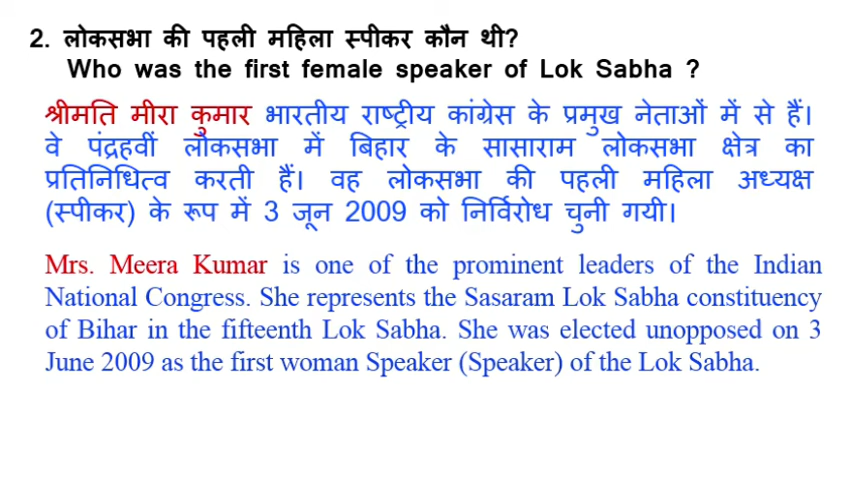 2. लोकसभा की पहली महिला स्पीकर कौन थी?
Who was the first female speaker of Lok Sabha ?
श्रीमति मीरा कुमार भारतीय राष्ट्रीय कांग्रेस के प्रमुख नेताओं में से हैं।
वे पंद्रहवीं लोकसभा में बिहार के सासाराम लोकसभा क्षेत्र का
प्रतिनिधित्व करती हैं। वह लोकसभा की पहली महिला अध्यक्ष
(स्पीकर) के रूप में 3 जून 2009 को निर्विरोध चुनी गयी।
Mrs. Meera Kumar is one of the prominent leaders of the Indian
National Congress. She represents the Sasaram Lok Sabha constituency
of Bihar in the fifteenth Lok Sabha. She was elected unopposed on 3
June 2009 as the first woman Speaker (Speaker) of the Lok Sabha.